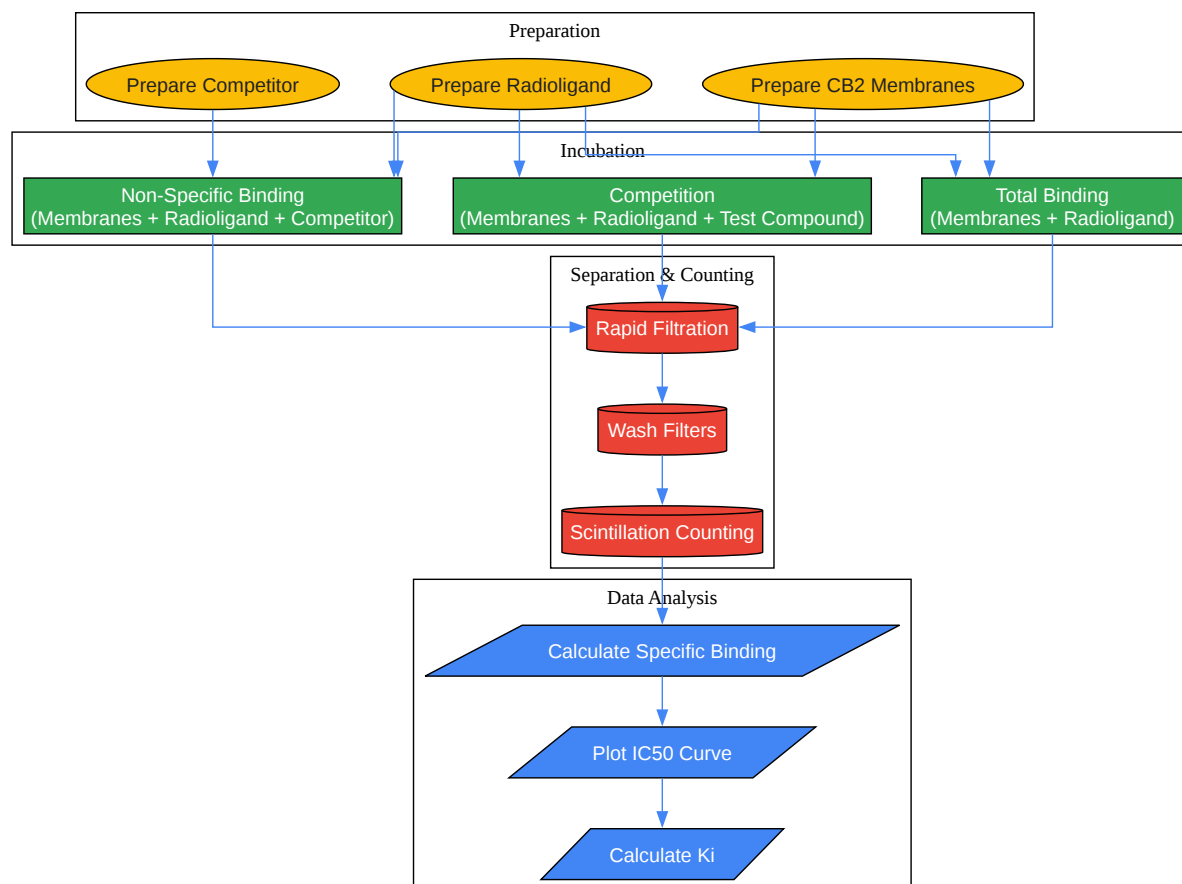 Preparation
Prepare Competitor
Prepare Radioligand
Prepare CB2 Membranes
Incubation
Non-Specific Binding
(Membranes + Radioligand + Competitor)
Competition
(Membranes + Radioligand + Test Compound)
Total Binding
(Membranes + Radioligand)
Separation & Counting
Rapid Filtration
Wash Filters
Scintillation Counting
Data Analysis
Calculate Specific Binding
Plot IC50 Curve
Calculate Ki